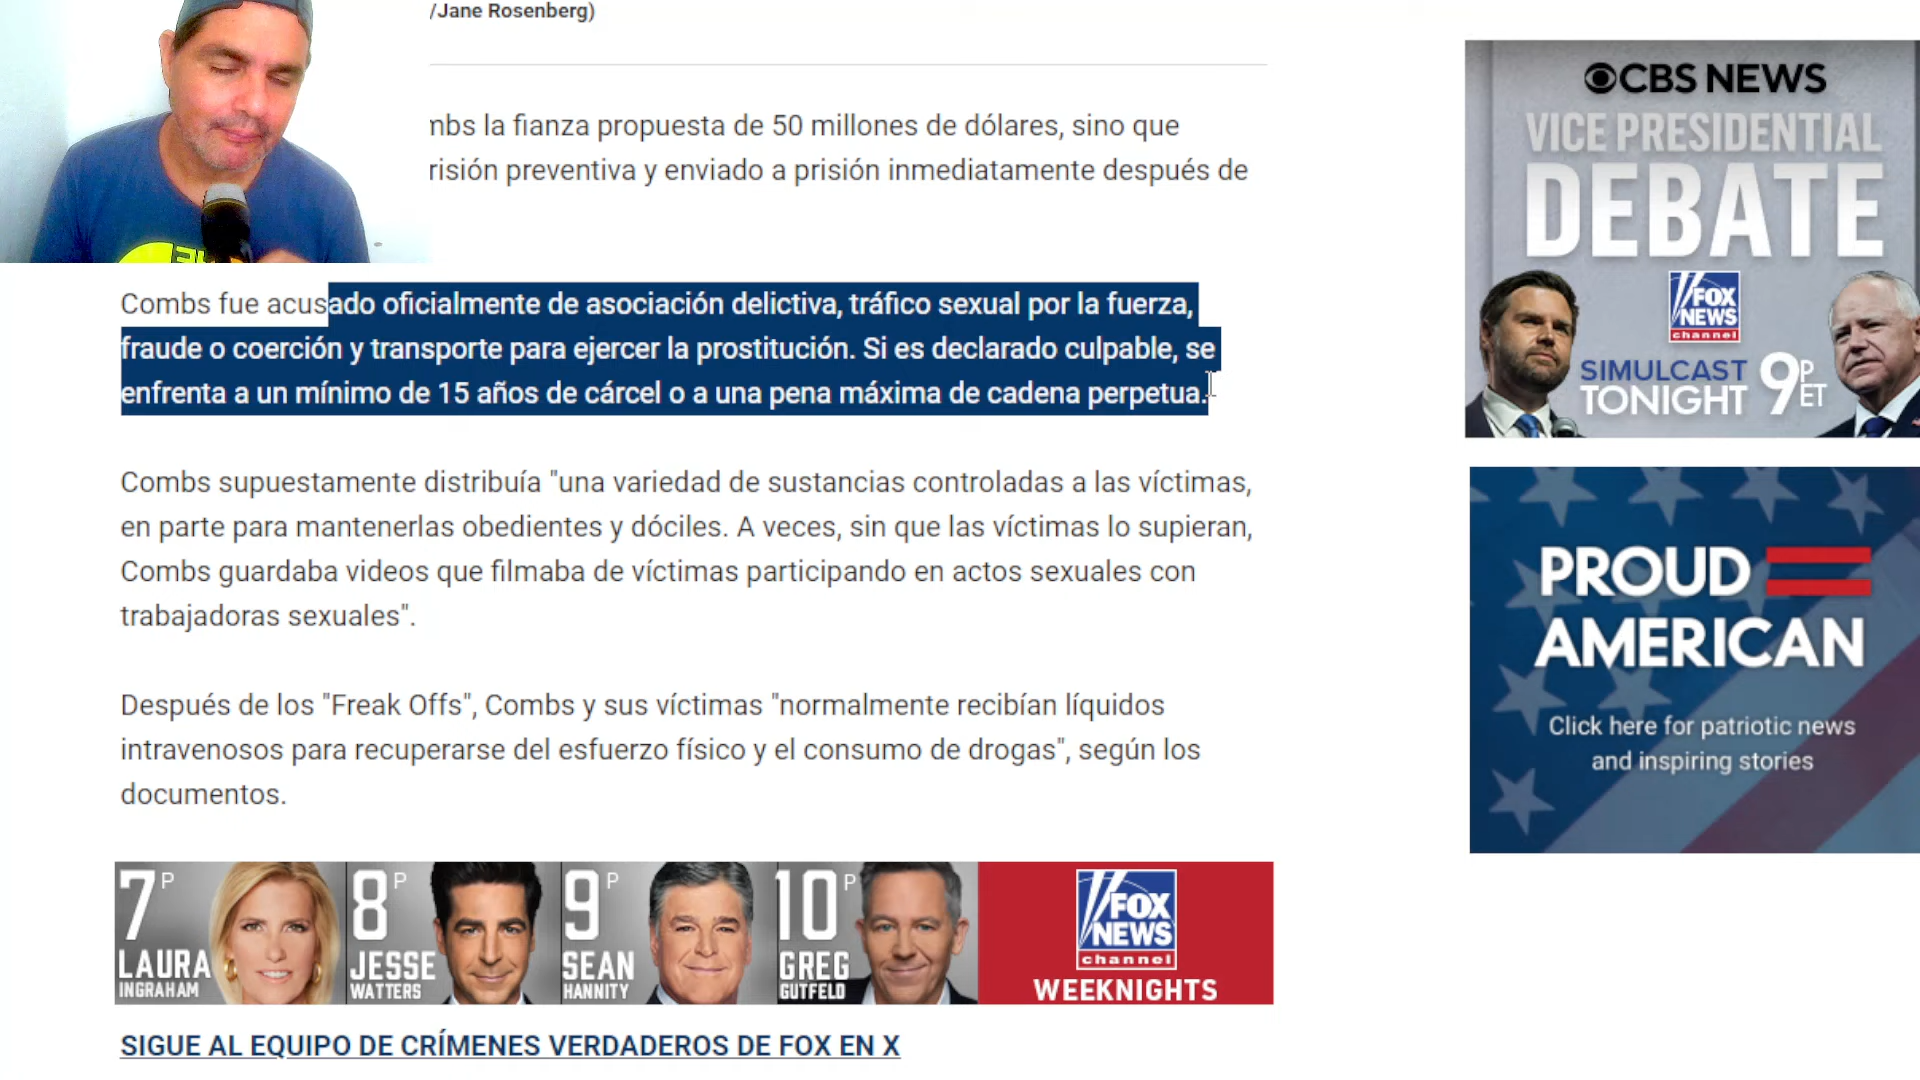 /Jane Rosenberg)
mbs la fianza propuesta de 50 millones de dólares, sino que
risión preventiva y enviado a prisión inmediatamente después de
Combs fue acusado oficialmente de asociación delictiva, tráfico sexual por la fuerza,
fraude o coerción y transporte para ejercer la prostitución. Si es declarado culpable, se
enfrenta a un mínimo de 15 años de cárcel o a una pena máxima de cadena perpetua.
Combs supuestamente distribuía "una variedad de sustancias controladas a las víctimas,
en parte para mantenerlas obedientes y dóciles. A veces, sin que las víctimas lo supieran,
Combs guardaba videos que filmaba de víctimas participando en actos sexuales con
trabajadoras sexuales".
Después de los "Freak Offs", Combs y sus víctimas "normalmente recibían líquidos
intravenosos para recuperarse del esfuerzo físico y el consumo de drogas", según los
documentos.
7P
LAURA
INGRAHAM
8P
JESSE
WATTERS
9P
SEAN
HANNITY
10P
GREG
GUTFELD
FOX
NEWS
channel
WEEKNIGHTS
SIGUE AL EQUIPO DE CRÍMENES VERDADEROS DE FOX EN X
CBS NEWS
VICE PRESIDENTIAL
DEBATE
FOX
NEWS
channel
SIMULCAST
TONIGHT 9P ET
PROUD
AMERICAN
Click here for patriotic news
and inspiring stories